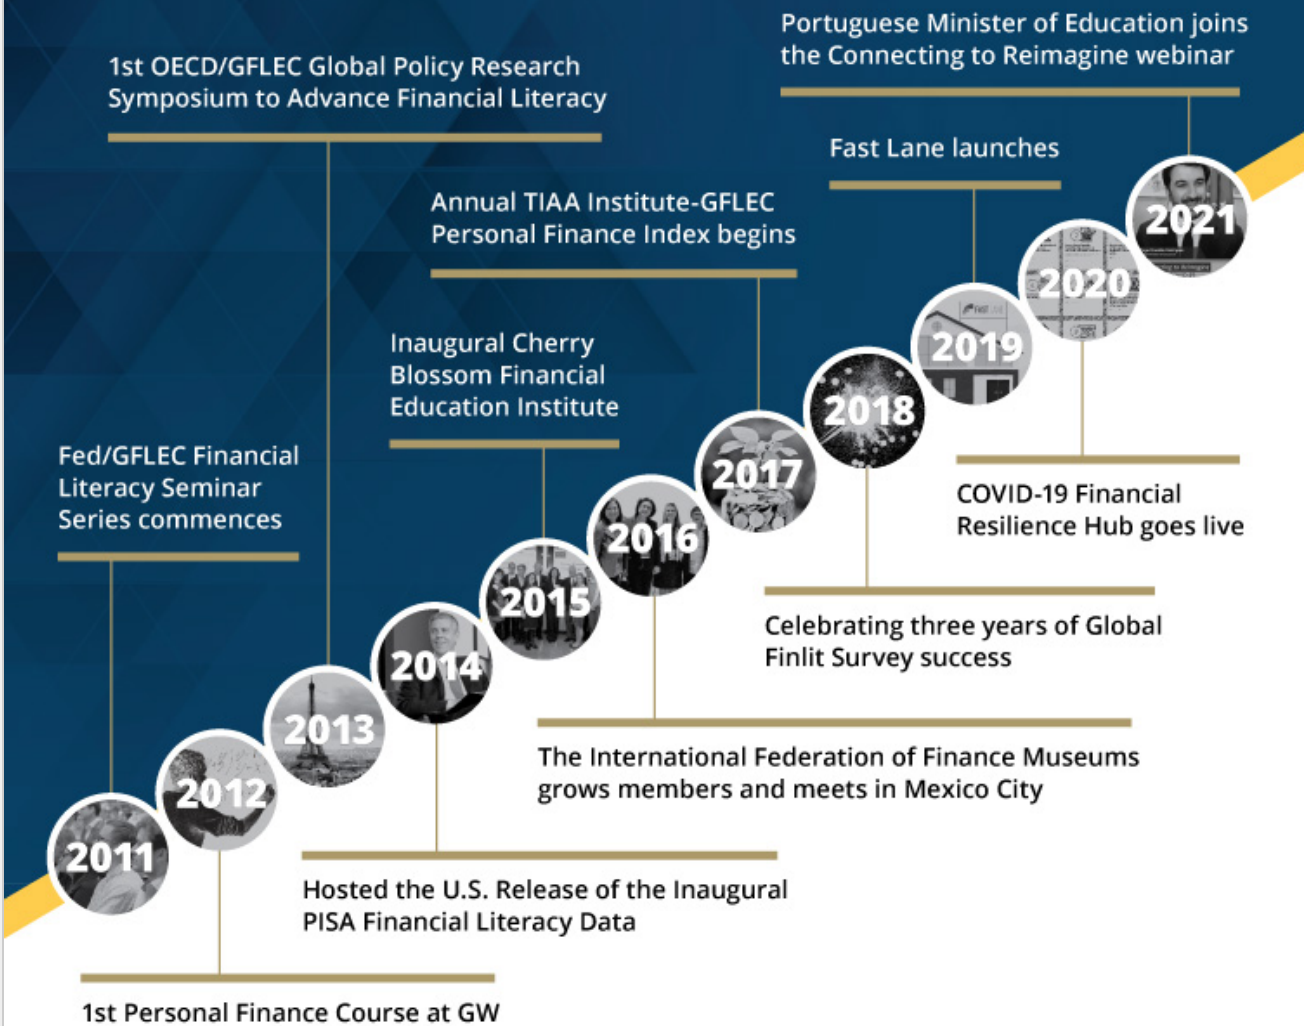 Portuguese Minister of Education joins
the Connecting to Reimagine webinar
1st OECD/GFLEC Global Policy Research
Symposium to Advance Financial Literacy
Fast Lane launches
Annual TIAA Institute-GFLEC
Personal Finance Index begins
2021
2020
Inaugural Cherry
Blossom Financial
Education Institute
2019
2018
Fed/GFLEC Financial
Literacy Seminar
Series commences
2017
COVID-19 Financial
Resilience Hub goes live
2016
2015
Celebrating three years of Global
Finlit Survey success
2014
2013
The International Federation of Finance Museums
grows members and meets in Mexico City
2012
2011
Hosted the U.S. Release of the Inaugural
PISA Financial Literacy Data
1st Personal Finance Course at GW